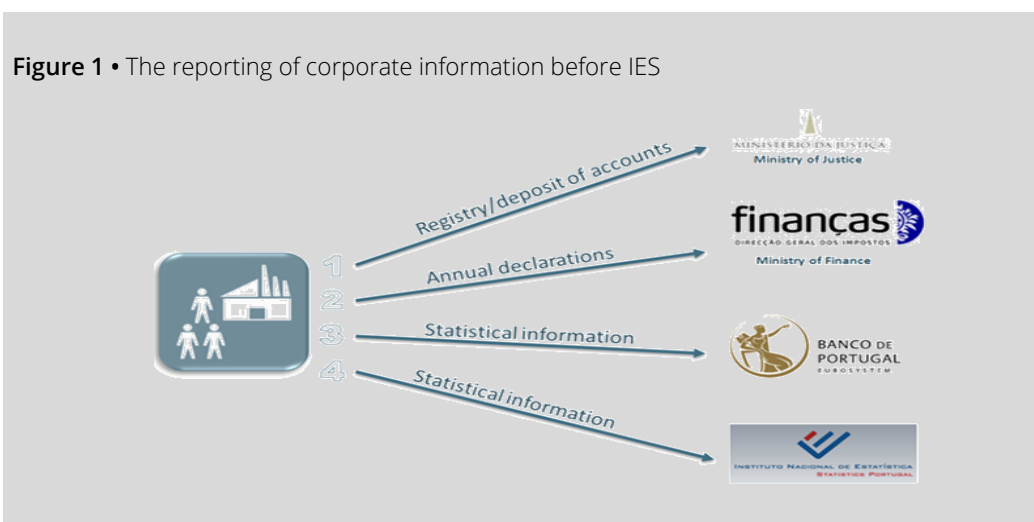 Figure 1 • The reporting of corporate information before IES
1
Registry/deposit of accounts
MINISTÉRIO DA JUSTIÇA
Ministry of Justice
2
Annual declarations
finanças
DIRECÇÃO GERAL DOS IMPOSTOS
Ministry of Finance
3
Statistical information
BANCO DE
PORTUGAL
EUROSYSTEM
4
Statistical information
INSTITUTO NACIONAL DE ESTATÍSTICA
STATISTICS PORTUGAL